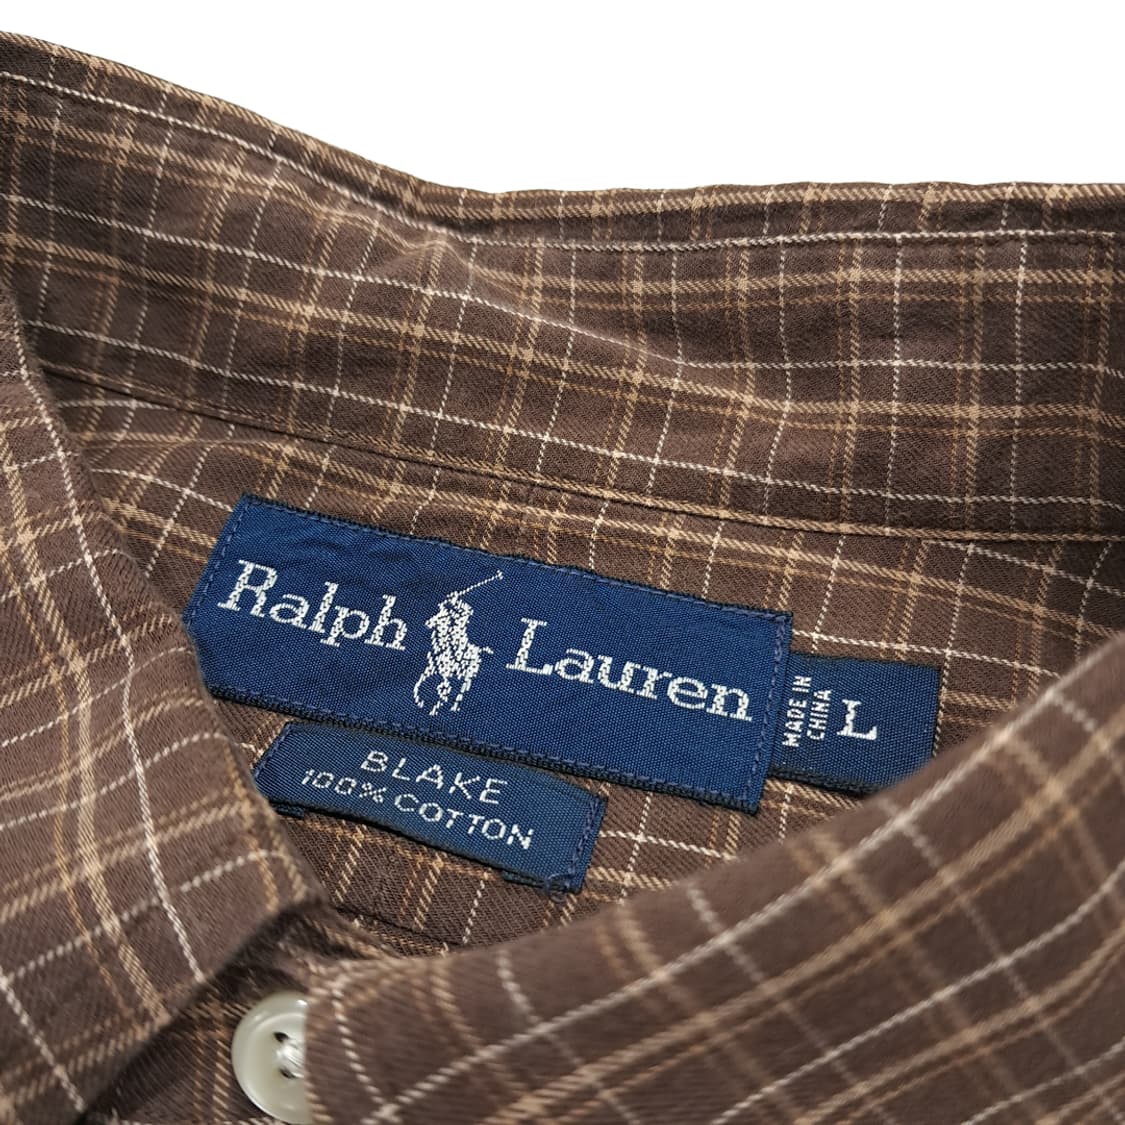 Ralph Lauren
MADE IN
CHINA
L
BLAKE
100% COTTON